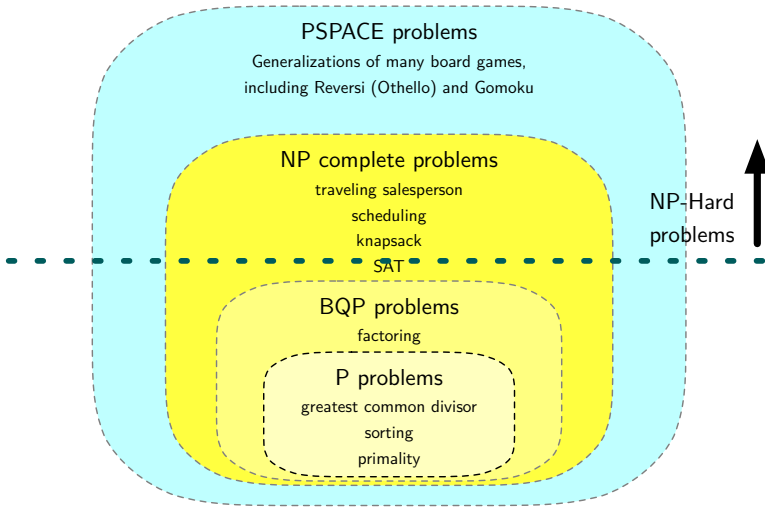 PSPACE problems
Generalizations of many board games,
including Reversi (Othello) and Gomoku
NP complete problems
traveling salesperson
scheduling
knapsack
SAT
NP-Hard
problems
BQP problems
factoring
P problems
greatest common divisor
sorting
primality